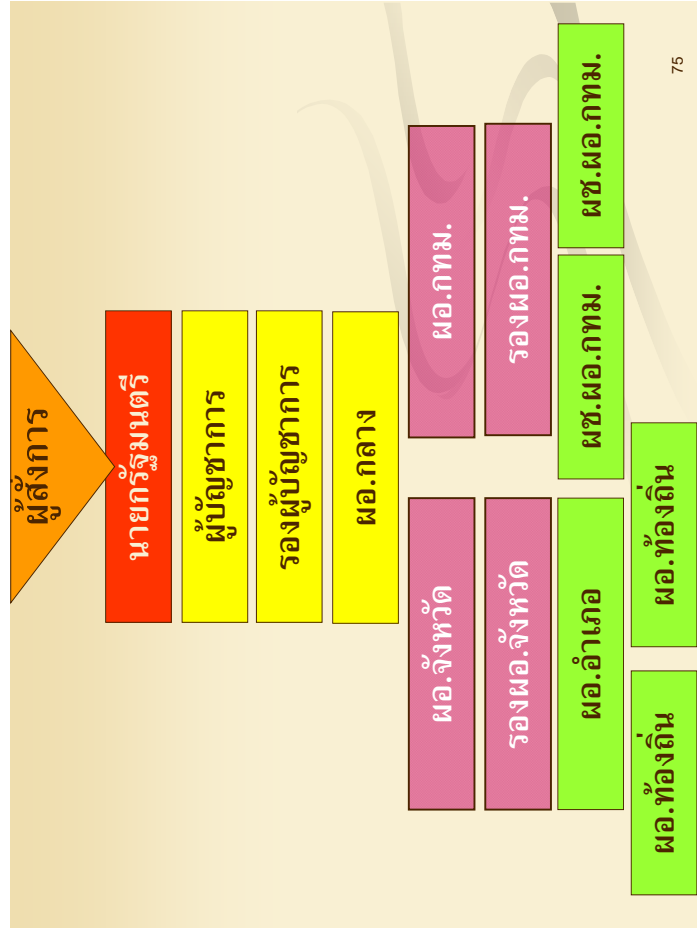 ผู้สั่งการ
นายกรัฐมนตรี
ผู้บัญชาการ
รองผู้บัญชาการ
ผอ.กลาง
ผอ.จังหวัด
ผอ.กทม.
รองผอ.จังหวัด
รองผอ.กทม.
ผอ.อำเภอ
ผช.ผอ.กทม.
ผช.ผอ.กทม.
ผอ.ท้องถิ่น
ผอ.ท้องถิ่น
75